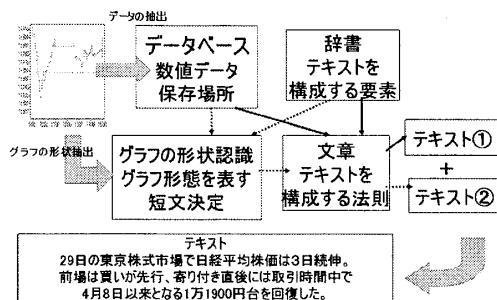 データの抽出
データベース
数値データ
保存場所
辞書
テキストを
構成する要素
グラフの形状抽出
グラフの形状認識
グラフ形態を表す
短文決定
文章
テキストを
構成する法則
テキスト①
+
テキスト②
テキスト
29日の東京株式市場で日経平均株価は3日続伸。
前場は買いが先行、寄り付き直後には取引時間中で
4月8日以来となる1万1900円台を回復した。